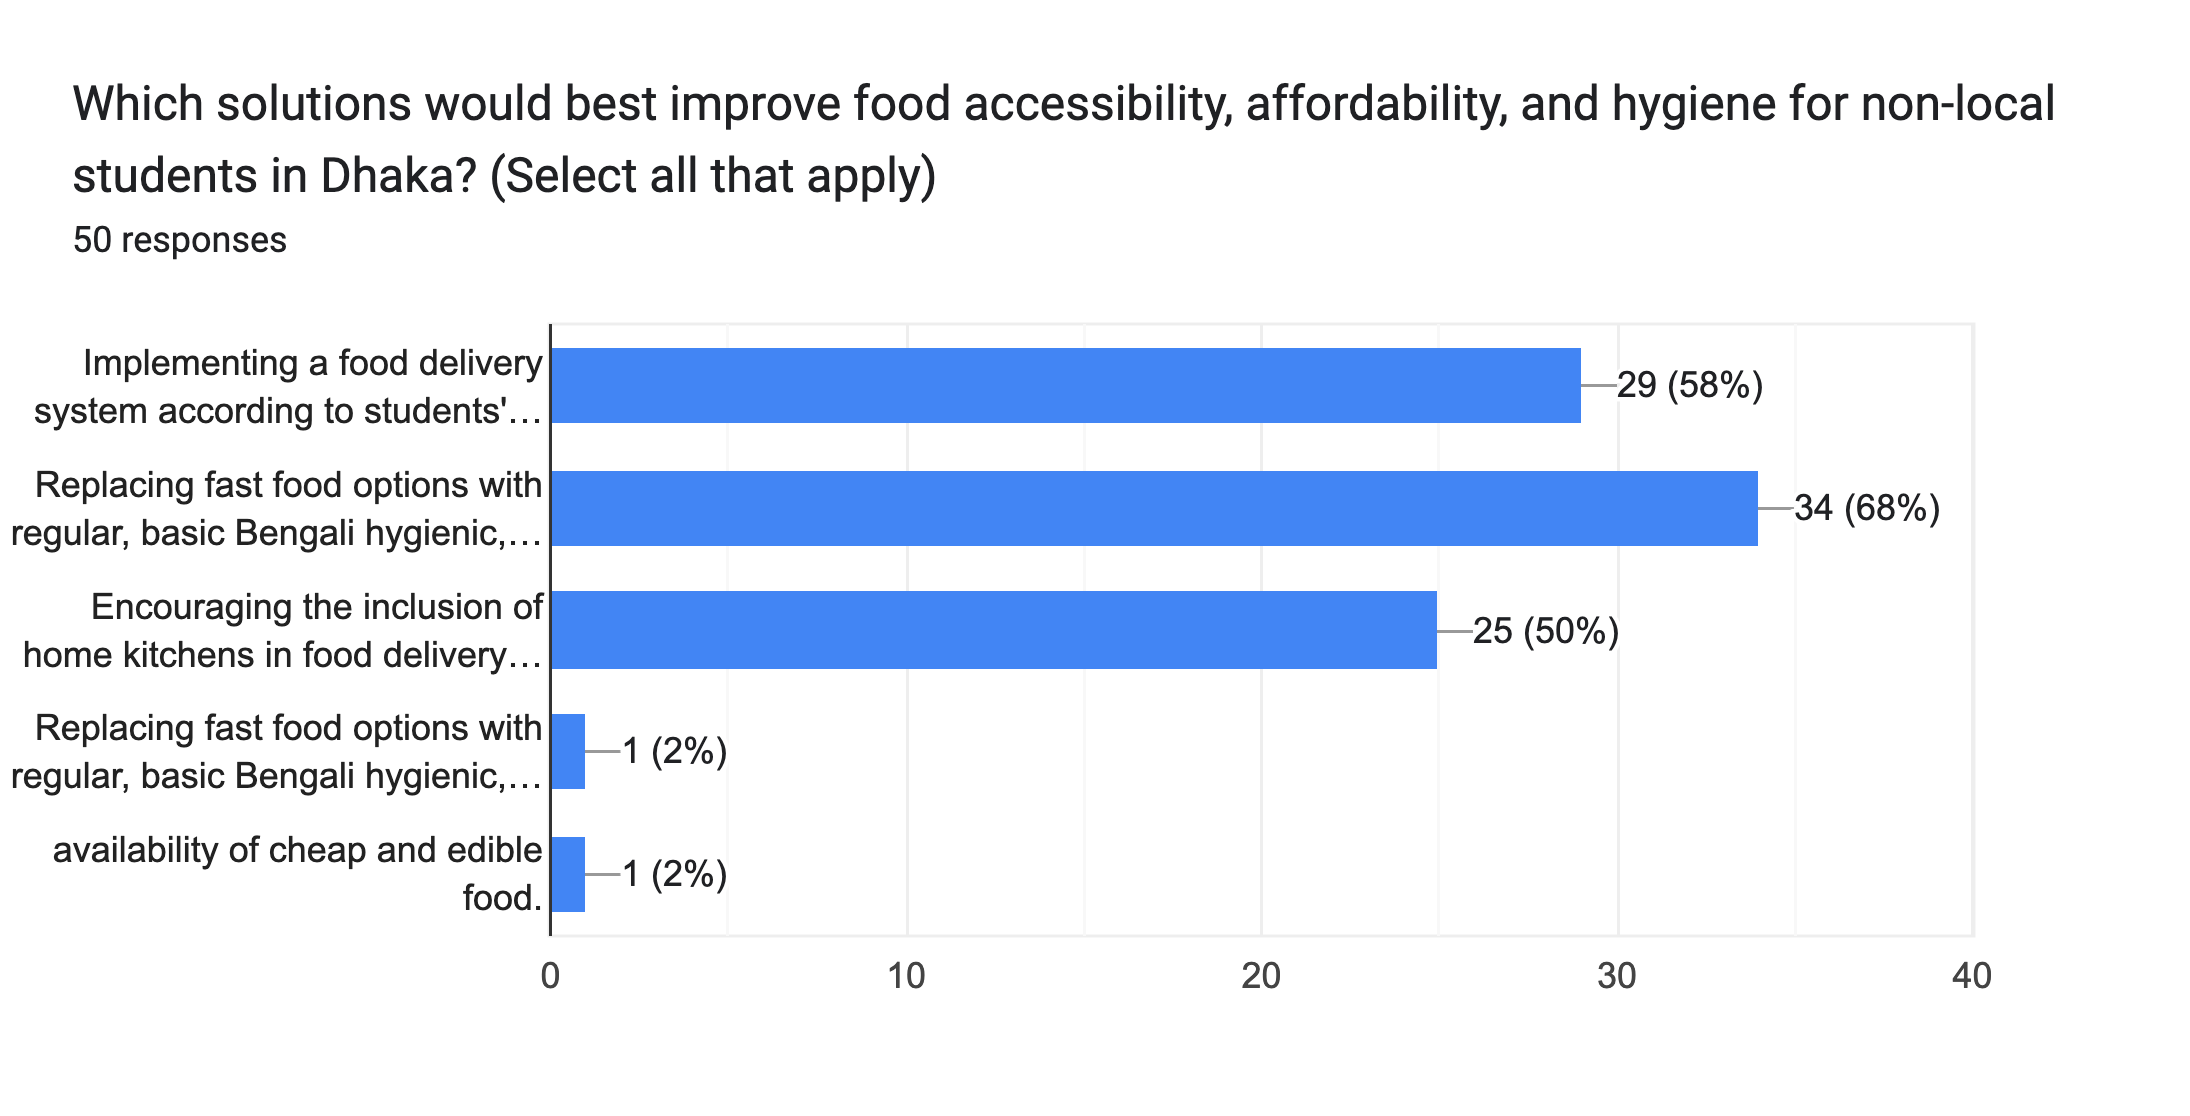 Which solutions would best improve food accessibility, affordability, and hygiene for non-local
students in Dhaka? (Select all that apply)
50 responses
Implementing a food delivery
system according to students'…
29 (58%)
Replacing fast food options with
regular, basic Bengali hygienic,…
34 (68%)
Encouraging the inclusion of
home kitchens in food delivery…
25 (50%)
Replacing fast food options with
regular, basic Bengali hygienic,…
1 (2%)
availability of cheap and edible
food.
1 (2%)
0 10 20 30 40